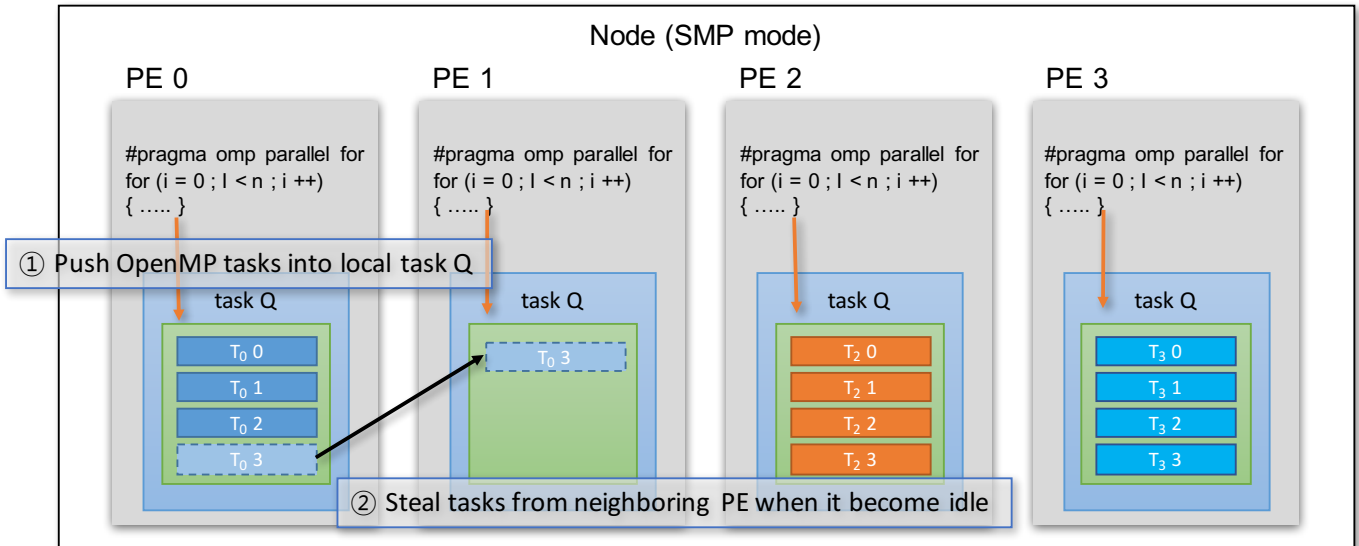 Node (SMP mode)
PE 0
#pragma omp parallel for
for (i = 0 ; I < n ; i ++)
{ ….. }
PE 1
#pragma omp parallel for
for (i = 0 ; I < n ; i ++)
{ ….. }
PE 2
#pragma omp parallel for
for (i = 0 ; I < n ; i ++)
{ ….. }
PE 3
#pragma omp parallel for
for (i = 0 ; I < n ; i ++)
{ ….. }
① Push OpenMP tasks into local task Q
task Q
T₀ 0
T₀ 1
T₀ 2
T₀ 3
task Q
T₀ 3
task Q
T₂ 0
T₂ 1
T₂ 2
T₂ 3
task Q
T₃ 0
T₃ 1
T₃ 2
T₃ 3
② Steal tasks from neighboring PE when it become idle